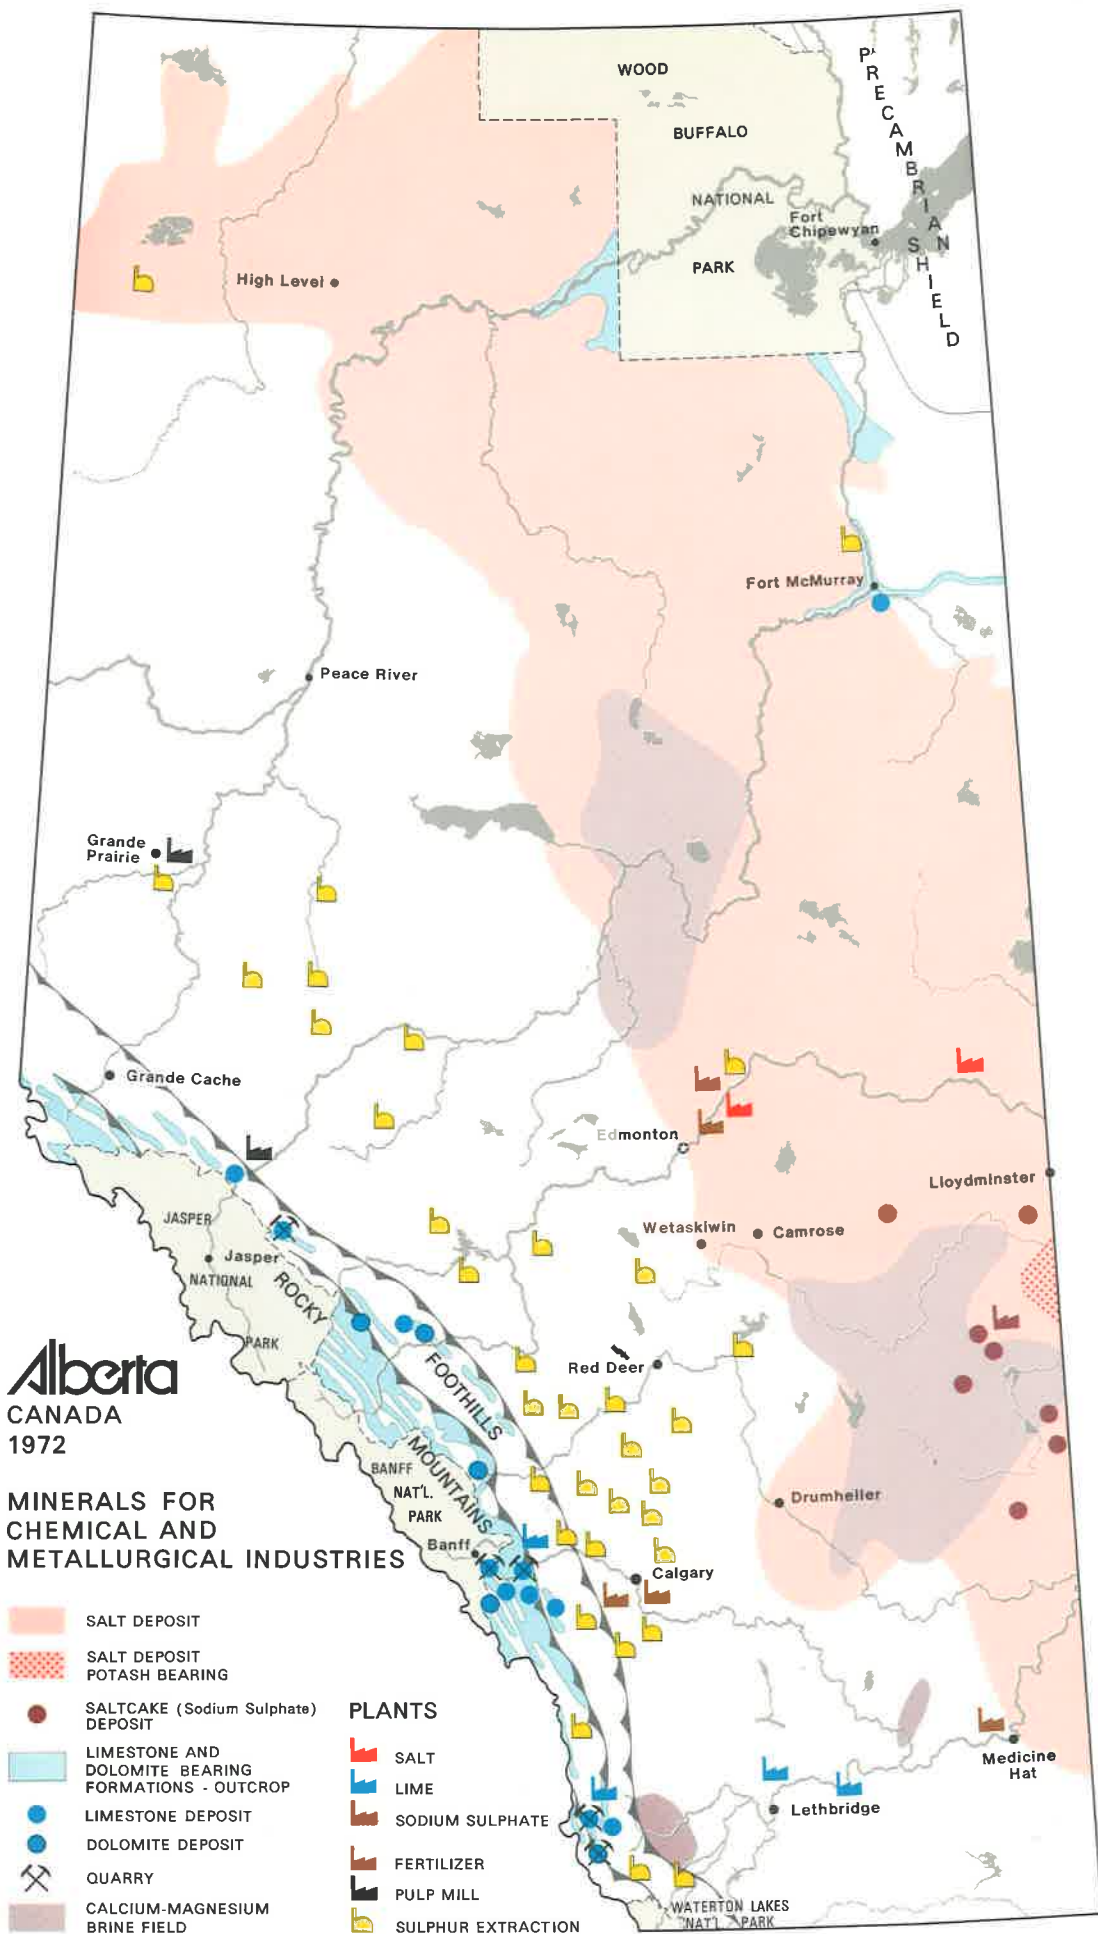 WOOD
BUFFALO
NATIONAL
PARK
PRECAMBRIAN SHIELD
Fort
Chipewyan
High Level
Fort McMurray
Peace River
Grande
Prairie
Grande Cache
Edmonton
Lloydminster
Wetaskiwin
Camrose
JASPER
Jasper
NATIONAL
PARK
ROCKY
MOUNTAINS
FOOTHILLS
Red Deer
BANFF
NAT'L.
PARK
Banff
Drumheller
Calgary
Medicine
Hat
Lethbridge
WATERTON LAKES
NAT'L. PARK
Alberta
CANADA
1972
MINERALS FOR
CHEMICAL AND
METALLURGICAL INDUSTRIES
SALT DEPOSIT
SALT DEPOSIT
POTASH BEARING
SALTCAKE (Sodium Sulphate)
DEPOSIT
LIMESTONE AND
DOLOMITE BEARING
FORMATIONS - OUTCROP
LIMESTONE DEPOSIT
DOLOMITE DEPOSIT
QUARRY
CALCIUM-MAGNESIUM
BRINE FIELD
PLANTS
SALT
LIME
SODIUM SULPHATE
FERTILIZER
PULP MILL
SULPHUR EXTRACTION